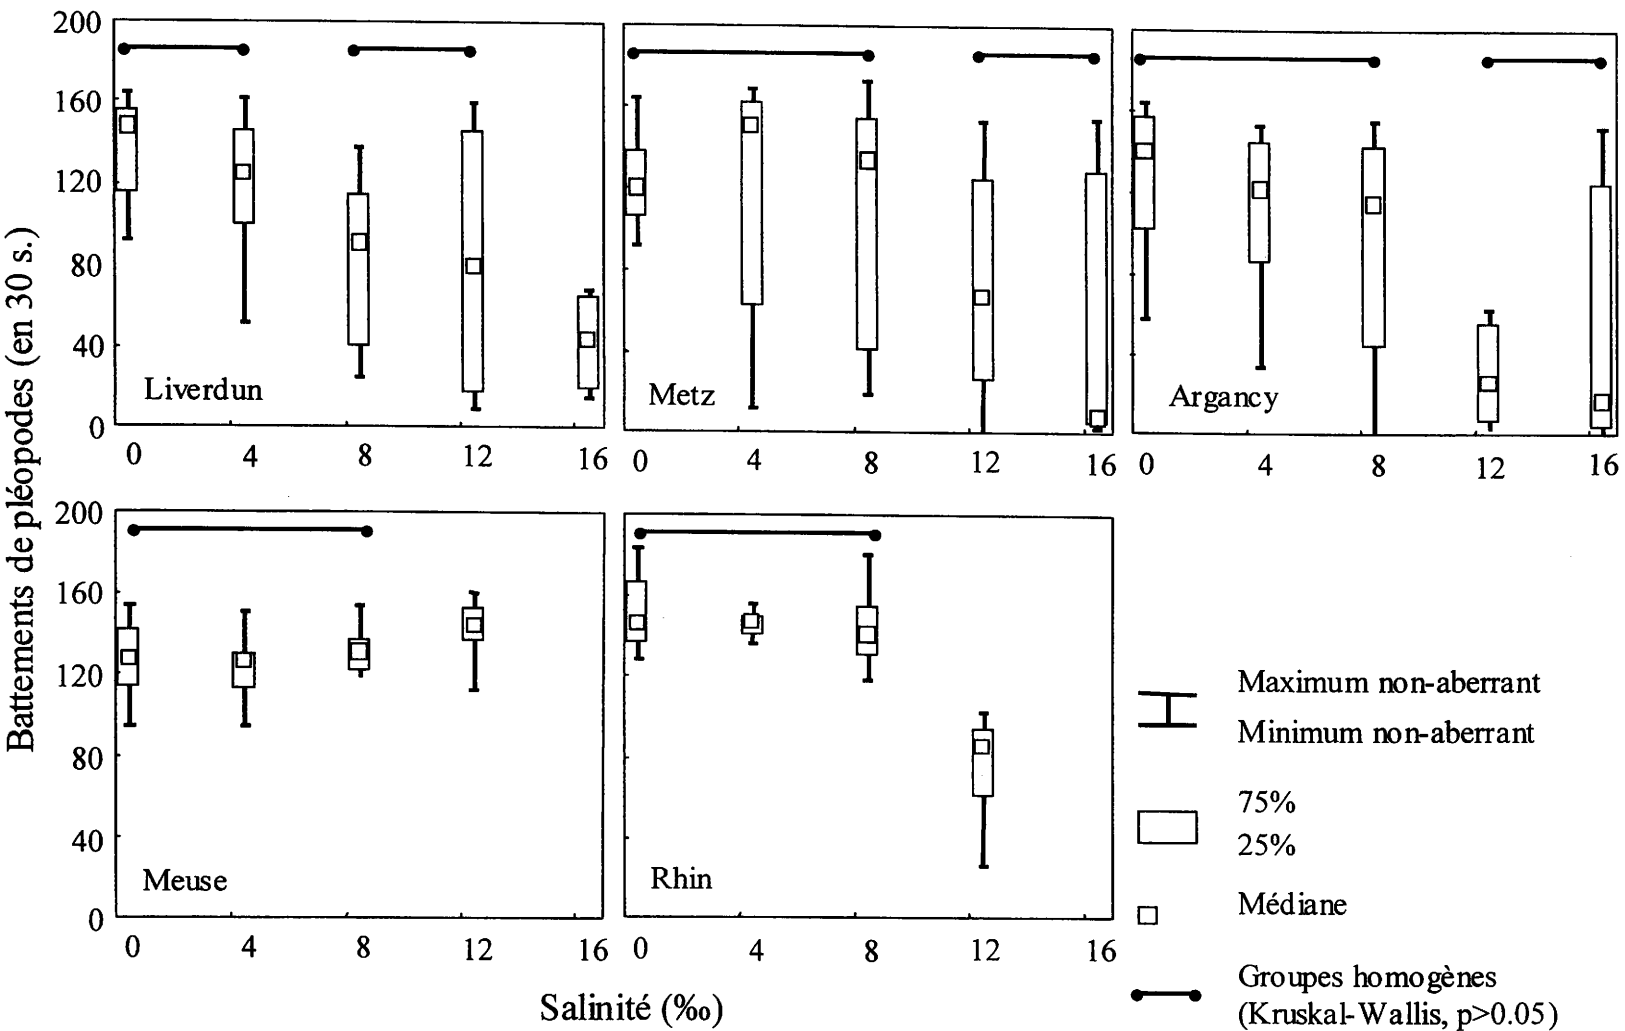 Battements de pléopodes (en 30 s.)
200
160
120
80
40
0
Liverdun
0 4 8 12 16
Metz
0 4 8 12 16
Argancy
0 4 8 12 16
200
160
120
80
40
0
Meuse
0 4 8 12 16
Rhin
0 4 8 12 16
Salinité (‰)
Maximum non-aberrant
Minimum non-aberrant
75%
25%
Médiane
Groupes homogènes
(Kruskal-Wallis, p>0.05)